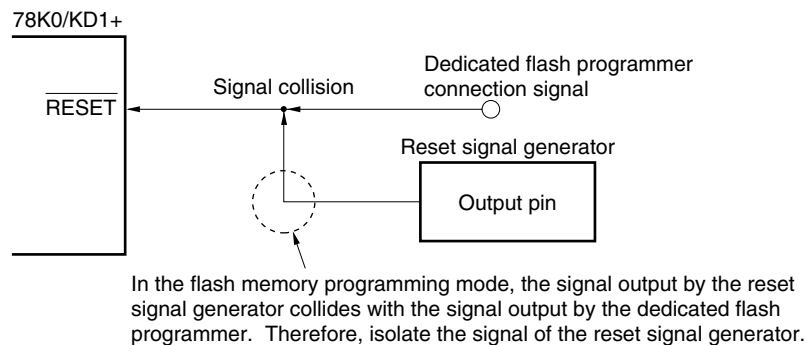 78K0/KD1+
Signal collision
Dedicated flash programmer
connection signal
RESET
Reset signal generator
Output pin
In the flash memory programming mode, the signal output by the reset
signal generator collides with the signal output by the dedicated flash
programmer.  Therefore, isolate the signal of the reset signal generator.